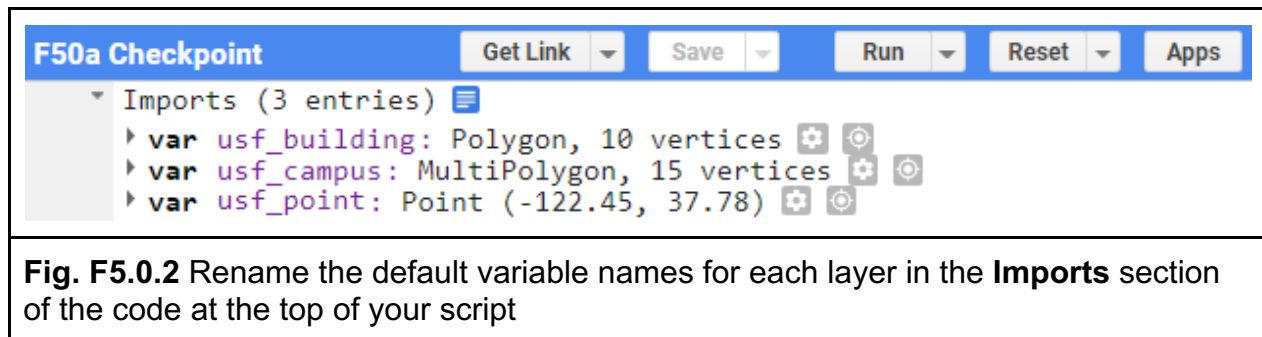 F50a Checkpoint Get Link Save Run Reset Apps
Imports (3 entries)
var usf_building: Polygon, 10 vertices
var usf_campus: MultiPolygon, 15 vertices
var usf_point: Point (-122.45, 37.78)
Fig. F5.0.2 Rename the default variable names for each layer in the Imports section
of the code at the top of your script